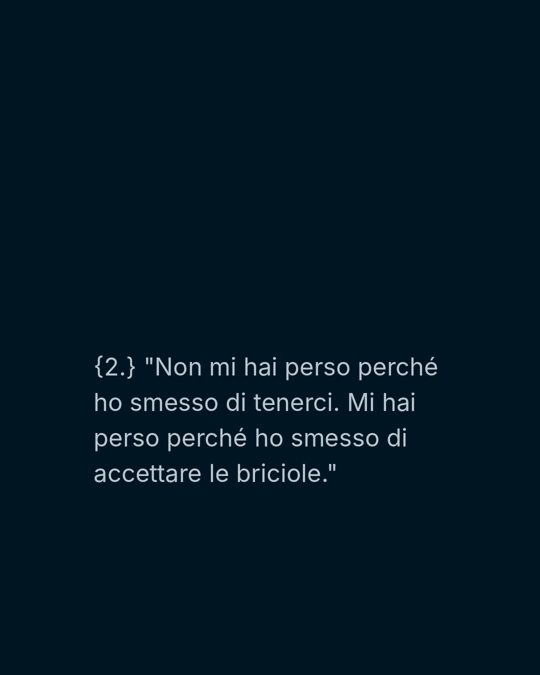 {2.} "Non mi hai perso perché
ho smesso di tenerci. Mi hai
perso perché ho smesso di
accettare le briciole."